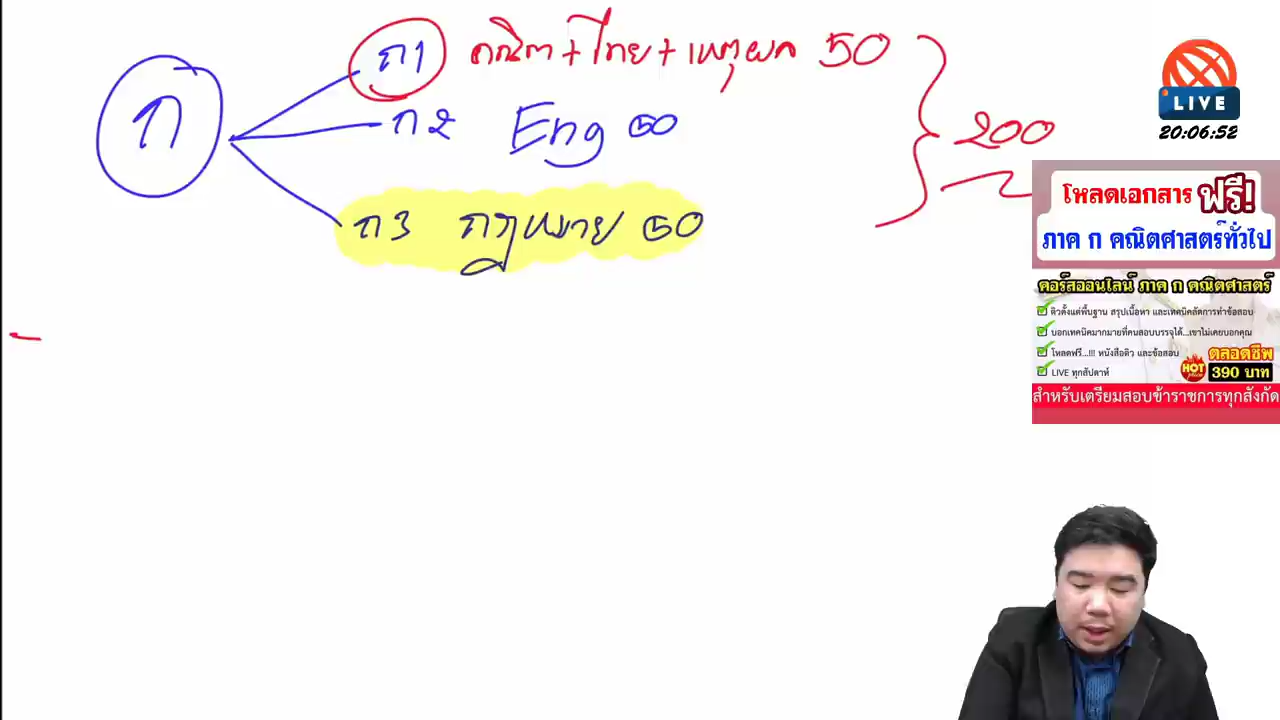 ก
ก1 คณิต+ไทย+เหตุผล 50
ก2 Eng 50
ก3 กฎหมาย 50
200
LIVE
20:06:52
โหลดเอกสาร ฟรี!
ภาค ก คณิตศาสตร์ทั่วไป
คอร์สออนไลน์ ภาค ก คณิตศาสตร์
ติวตั้งแต่พื้นฐาน สรุปเนื้อหา และเทคนิคลัดการทำข้อสอบ
บอกเทคนิคมากมายที่คนสอบบรรจุได้...เขาไม่เคยบอกคุณ
โหลดฟรี...!!! หนังสือติว และข้อสอบ
LIVE ทุกสัปดาห์
HOT price ตลอดชีพ
390 บาท
สำหรับเตรียมสอบข้าราชการทุกสังกัด